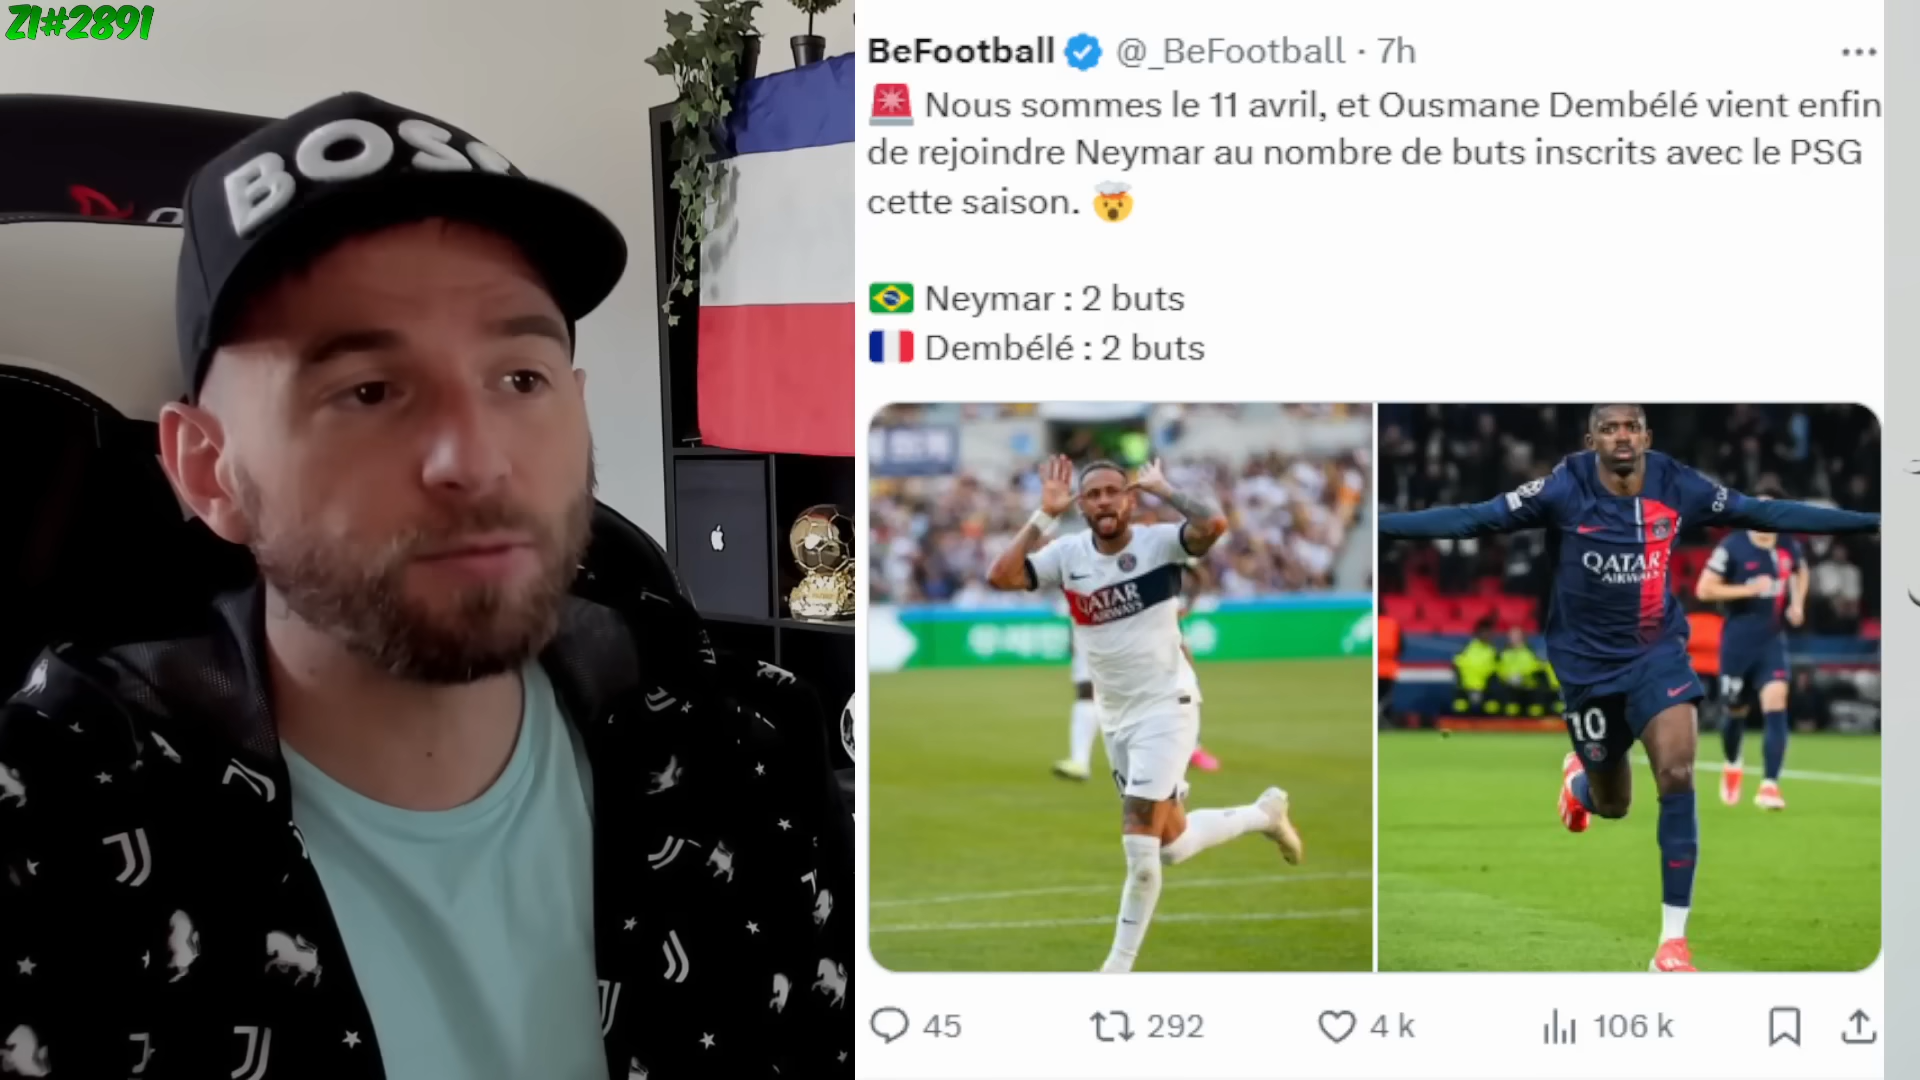 Z1#2891
BOSS
BeFootball @_BeFootball · 7h
🚨 Nous sommes le 11 avril, et Ousmane Dembélé vient enfin
de rejoindre Neymar au nombre de buts inscrits avec le PSG
cette saison. 🤯
🇧🇷 Neymar : 2 buts
🇫🇷 Dembélé : 2 buts
QATAR
AIRWAYS
QATAR
AIRWAYS
10
19
45 292 4 k 106 k